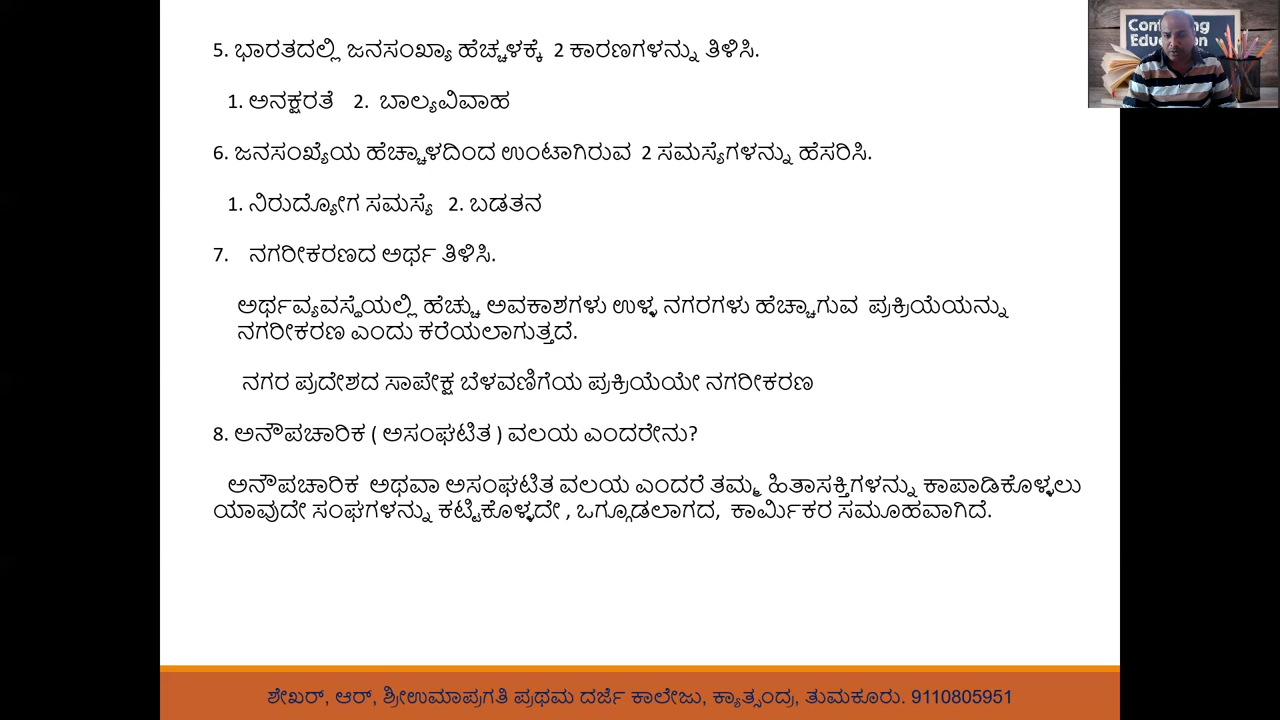 5. ಭಾರತದಲ್ಲಿ ಜನಸಂಖ್ಯಾ ಹೆಚ್ಚಳಕ್ಕೆ 2 ಕಾರಣಗಳನ್ನು ತಿಳಿಸಿ.
1. ಅನಕ್ಷರತೆ 2. ಬಾಲ್ಯವಿವಾಹ
6. ಜನಸಂಖ್ಯೆಯ ಹೆಚ್ಚಾಳದಿಂದ ಉಂಟಾಗಿರುವ 2 ಸಮಸ್ಯೆಗಳನ್ನು ಹೆಸರಿಸಿ.
1. ನಿರುದ್ಯೋಗ ಸಮಸ್ಯೆ 2. ಬಡತನ
7. ನಗರೀಕರಣದ ಅರ್ಥ ತಿಳಿಸಿ.
ಅರ್ಥವ್ಯವಸ್ಥೆಯಲ್ಲಿ ಹೆಚ್ಚು ಅವಕಾಶಗಳು ಉಳ್ಳ ನಗರಗಳು ಹೆಚ್ಚಾಗುವ ಪ್ರಕ್ರಿಯೆಯನ್ನು
ನಗರೀಕರಣ ಎಂದು ಕರೆಯಲಾಗುತ್ತದೆ.
ನಗರ ಪ್ರದೇಶದ ಸಾಪೇಕ್ಷ ಬೆಳವಣಿಗೆಯ ಪ್ರಕ್ರಿಯೆಯೇ ನಗರೀಕರಣ
8. ಅನೌಪಚಾರಿಕ ( ಅಸಂಘಟಿತ ) ವಲಯ ಎಂದರೇನು?
ಅನೌಪಚಾರಿಕ ಅಥವಾ ಅಸಂಘಟಿತ ವಲಯ ಎಂದರೆ ತಮ್ಮ ಹಿತಾಸಕ್ತಿಗಳನ್ನು ಕಾಪಾಡಿಕೊಳ್ಳಲು
ಯಾವುದೇ ಸಂಘಗಳನ್ನು ಕಟ್ಟಿಕೊಳ್ಳದೇ , ಒಗ್ಗೂಡಲಾಗದ, ಕಾರ್ಮಿಕರ ಸಮೂಹವಾಗಿದೆ.
ಶೇಖರ್, ಆರ್, ಶ್ರೀಉಮಾಪ್ರಗತಿ ಪ್ರಥಮ ದರ್ಜೆ ಕಾಲೇಜು, ಕ್ಯಾತ್ಸಂದ್ರ, ತುಮಕೂರು. 9110805951
Education